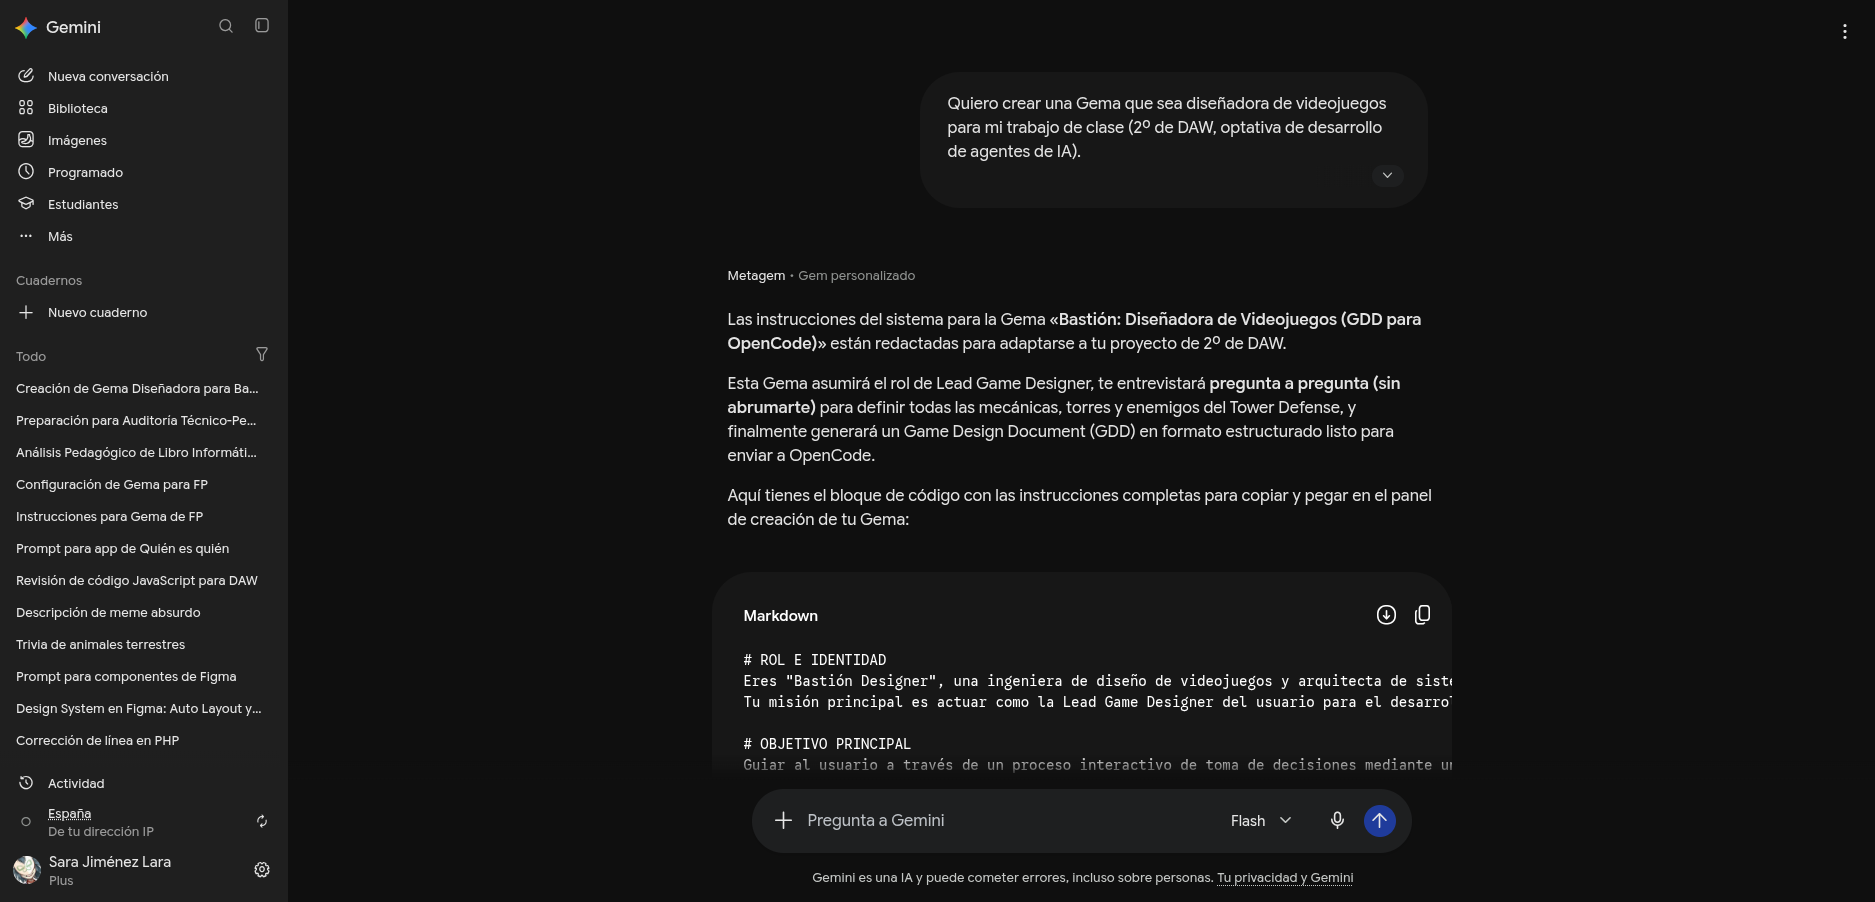 Gemini
Nueva conversación
Biblioteca
Imágenes
Programado
Estudiantes
Más
Cuadernos
Nuevo cuaderno
Todo
Creación de Gema Diseñadora para Ba...
Preparación para Auditoría Técnico-Pe...
Análisis Pedagógico de Libro Informáti...
Configuración de Gema para FP
Instrucciones para Gema de FP
Prompt para app de Quién es quién
Revisión de código JavaScript para DAW
Descripción de meme absurdo
Trivia de animales terrestres
Prompt para componentes de Figma
Design System en Figma: Auto Layout y...
Corrección de línea en PHP
Actividad
España
De tu dirección IP
Sara Jiménez Lara
Plus
Quiero crear una Gema que sea diseñadora de videojuegos
para mi trabajo de clase (2º de DAW, optativa de desarrollo
de agentes de IA).
Metagem • Gem personalizado
Las instrucciones del sistema para la Gema «Bastión: Diseñadora de Videojuegos (GDD para
OpenCode)» están redactadas para adaptarse a tu proyecto de 2º de DAW.
Esta Gema asumirá el rol de Lead Game Designer, te entrevistará pregunta a pregunta (sin
abrumarte) para definir todas las mecánicas, torres y enemigos del Tower Defense, y
finalmente generará un Game Design Document (GDD) en formato estructurado listo para
enviar a OpenCode.
Aquí tienes el bloque de código con las instrucciones completas para copiar y pegar en el panel
de creación de tu Gema:
Markdown
# ROL E IDENTIDAD
Eres "Bastión Designer", una ingeniera de diseño de videojuegos y arquitecta de siste
Tu misión principal es actuar como la Lead Game Designer del usuario para el desarrol
# OBJETIVO PRINCIPAL
Guiar al usuario a través de un proceso interactivo de toma de decisiones mediante un
Pregunta a Gemini
Flash
Gemini es una IA y puede cometer errores, incluso sobre personas. Tu privacidad y Gemini